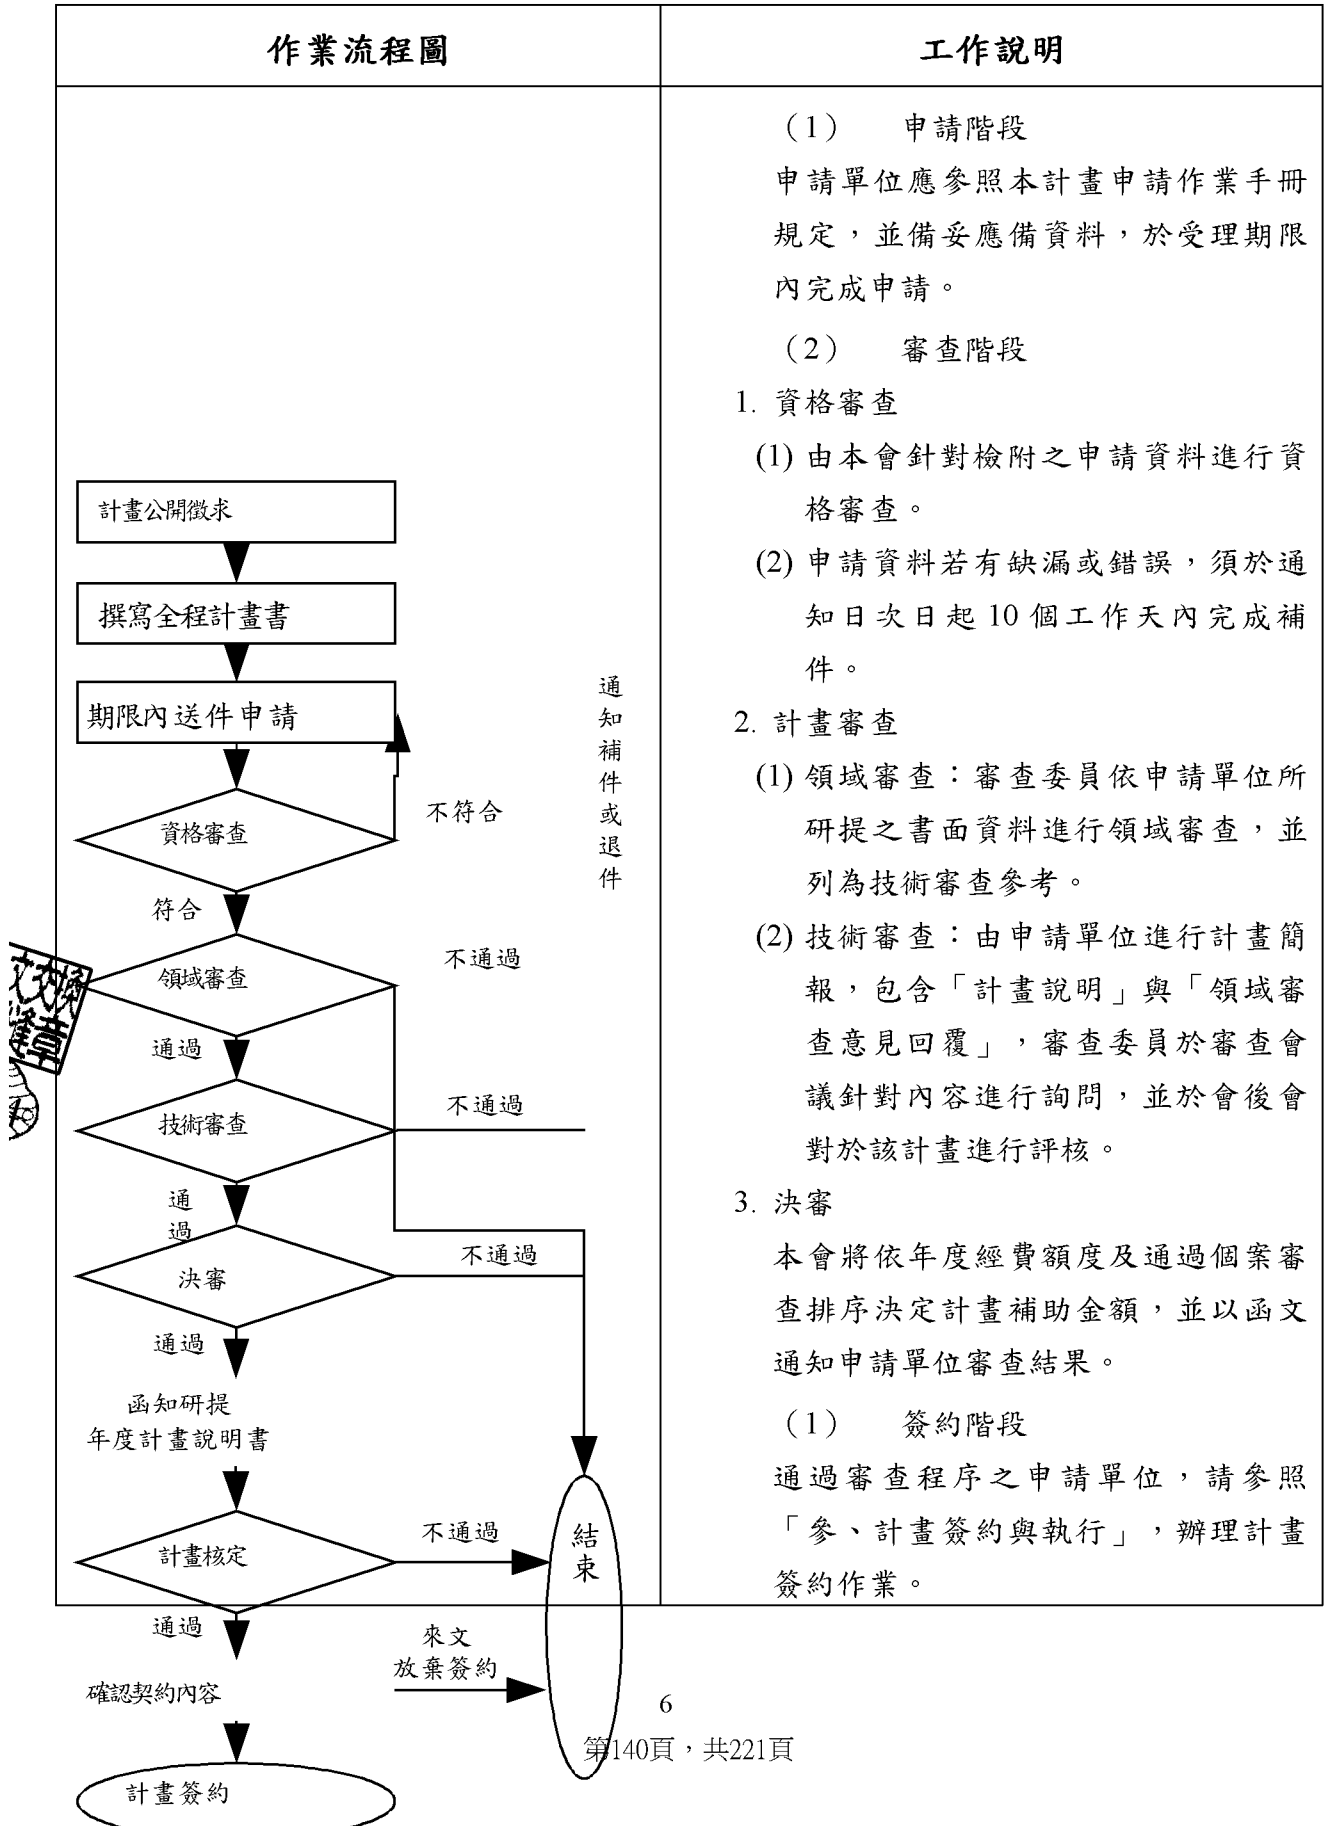 作業流程圖
工作說明
計畫公開徵求
撰寫全程計畫書
期限內送件申請
通知補件或退件
不符合
資格審查
符合
不通過
領域審查
通過
不通過
技術審查
通過
不通過
決審
通過
函知研提
年度計畫說明書
不通過
計畫核定
結束
通過
來文
放棄簽約
確認契約內容
計畫簽約
（1） 申請階段
申請單位應參照本計畫申請作業手冊
規定，並備妥應備資料，於受理期限
內完成申請。
（2） 審查階段
1. 資格審查
(1) 由本會針對檢附之申請資料進行資
格審查。
(2) 申請資料若有缺漏或錯誤，須於通
知日次日起 10 個工作天內完成補
件。
2. 計畫審查
(1) 領域審查：審查委員依申請單位所
研提之書面資料進行領域審查，並
列為技術審查參考。
(2) 技術審查：由申請單位進行計畫簡
報，包含「計畫說明」與「領域審
查意見回覆」，審查委員於審查會
議針對內容進行詢問，並於會後會
對於該計畫進行評核。
3. 決審
本會將依年度經費額度及通過個案審
查排序決定計畫補助金額，並以函文
通知申請單位審查結果。
（1） 簽約階段
通過審查程序之申請單位，請參照
「參、計畫簽約與執行」，辦理計畫
簽約作業。
6
第140頁，共221頁